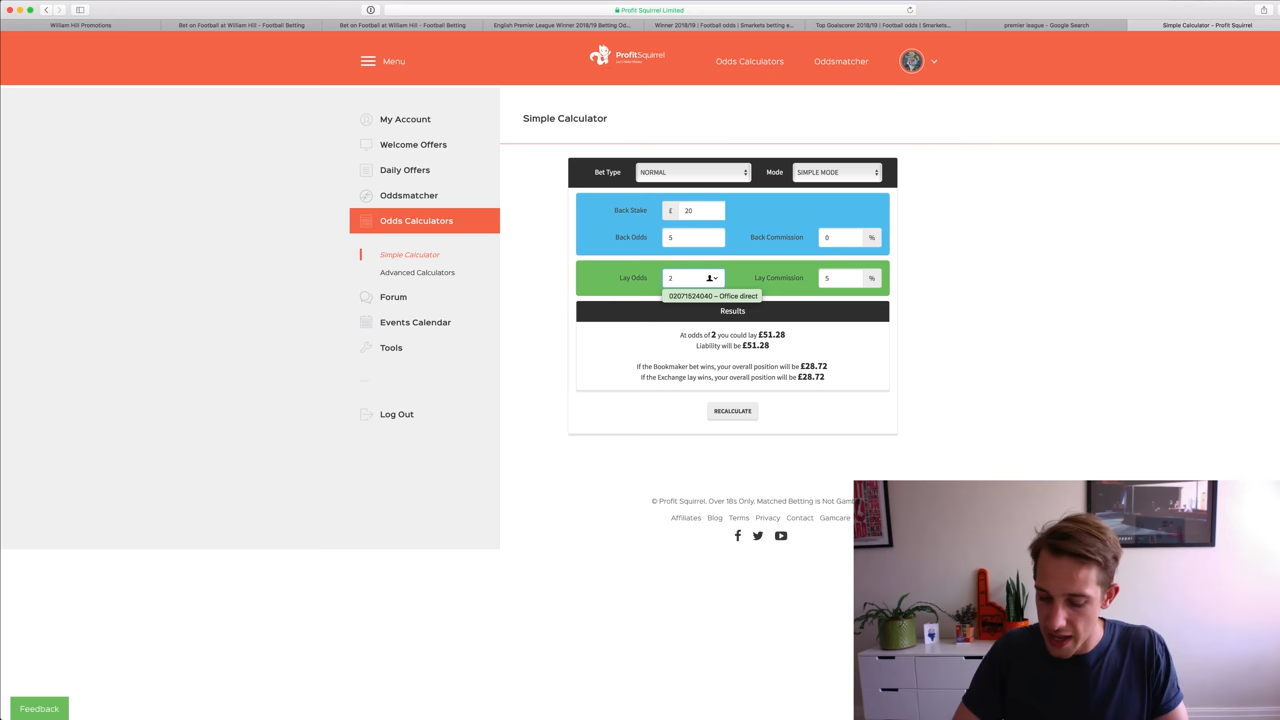 Profit Squirrel Limited
William Hill Promotions
Bet on Football at William Hill - Football Betting
Bet on Football at William Hill - Football Betting
English Premier League Winner 2018/19 Betting Od...
Winner 2018/19 | Football odds | Smarkets betting e...
Top Goalscorer 2018/19 | Football odds | Smarkets...
premier league - Google Search
Simple Calculator - Profit Squirrel
Menu
ProfitSquirrel
Odds Calculators
Oddsmatcher
My Account
Welcome Offers
Daily Offers
Oddsmatcher
Odds Calculators
Simple Calculator
Advanced Calculators
Forum
Events Calendar
Tools
Log Out
Simple Calculator
Bet Type NORMAL Mode SIMPLE MODE
Back Stake £ 20
Back Odds 5 Back Commission 0 %
Lay Odds 2 Lay Commission 5 %
02071524040 – Office direct
Results
At odds of 2 you could lay £51.28
Liability will be £51.28
If the Bookmaker bet wins, your overall position will be £28.72
If the Exchange lay wins, your overall position will be £28.72
RECALCULATE
© Profit Squirrel. Over 18s Only. Matched Betting is Not
Affiliates Blog Terms Privacy Contact Gamcare
Feedback